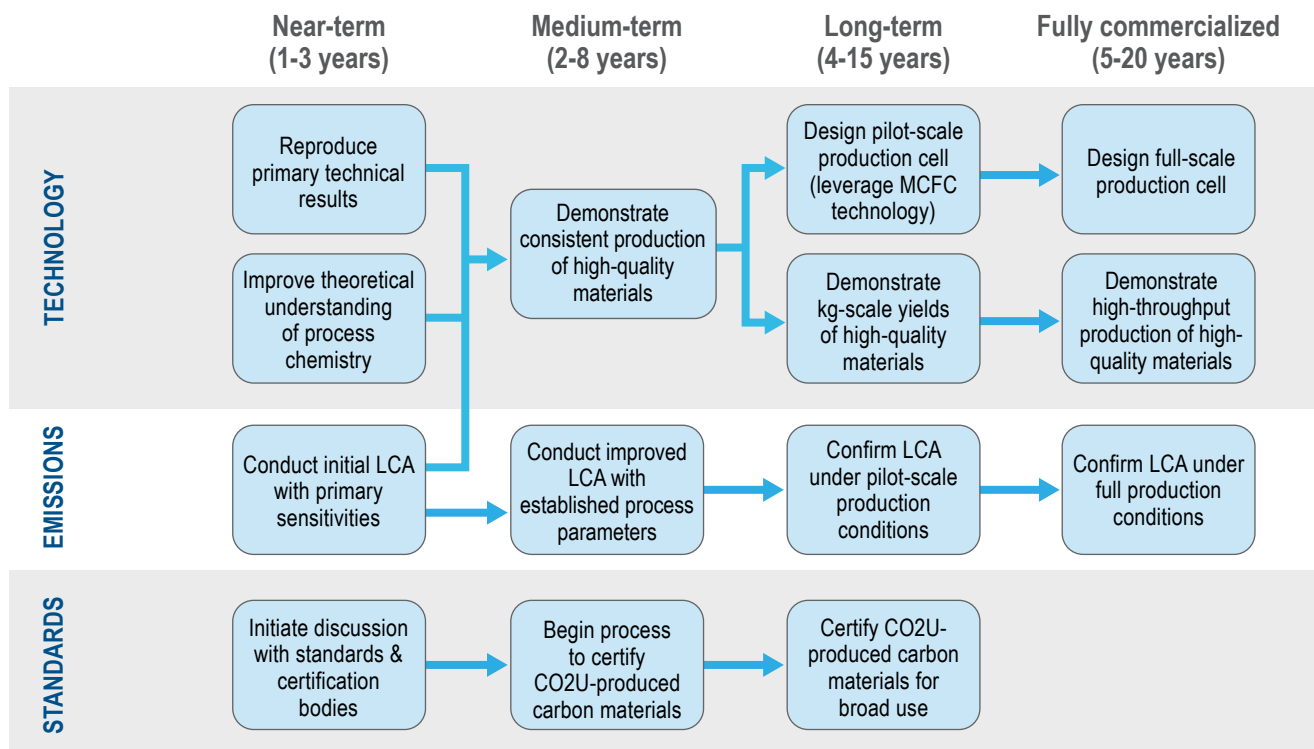 Near-term
(1-3 years)
Medium-term
(2-8 years)
Long-term
(4-15 years)
Fully commercialized
(5-20 years)
TECHNOLOGY
Reproduce
primary technical
results
Improve theoretical
understanding
of process
chemistry
Demonstrate
consistent production
of high-quality
materials
Design pilot-scale
production cell
(leverage MCFC
technology)
Design full-scale
production cell
Demonstrate
kg-scale yields
of high-quality
materials
Demonstrate
high-throughput
production of high-
quality materials
EMISSIONS
Conduct initial LCA
with primary
sensitivities
Conduct improved
LCA with
established process
parameters
Confirm LCA
under pilot-scale
production
conditions
Confirm LCA under
full production
conditions
STANDARDS
Initiate discussion
with standards &
certification
bodies
Begin process
to certify
CO2U-produced
carbon materials
Certify CO2U-
produced carbon
materials for
broad use